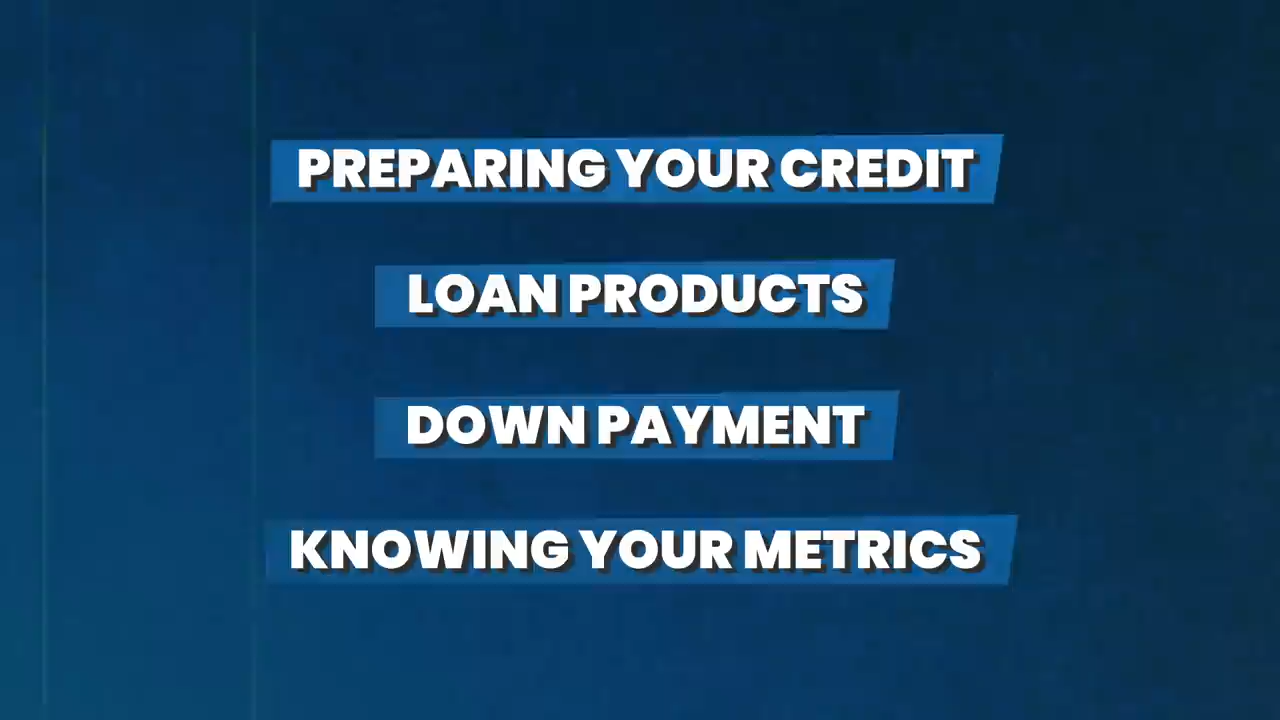 PREPARING YOUR CREDIT
LOAN PRODUCTS
DOWN PAYMENT
KNOWING YOUR METRICS